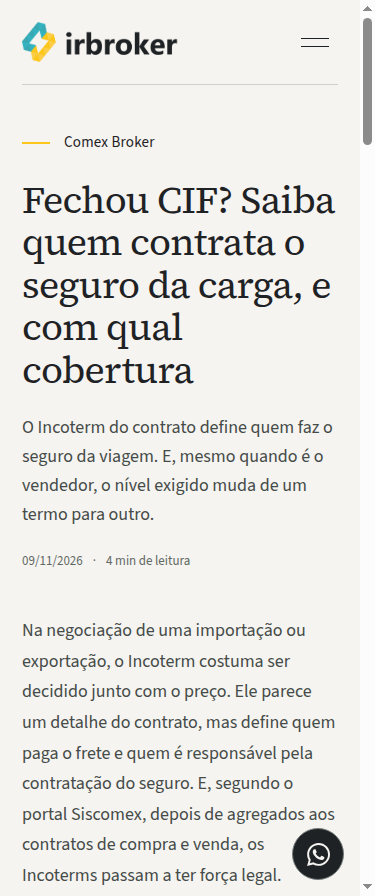 irbroker
Comex Broker
Fechou CIF? Saiba
quem contrata o
seguro da carga, e
com qual
cobertura
O Incoterm do contrato define quem faz o
seguro da viagem. E, mesmo quando é o
vendedor, o nível exigido muda de um
termo para outro.
09/11/2026 · 4 min de leitura
Na negociação de uma importação ou
exportação, o Incoterm costuma ser
decidido junto com o preço. Ele parece
um detalhe do contrato, mas define quem
paga o frete e quem é responsável pela
contratação do seguro. E, segundo o
portal Siscomex, depois de agregados aos
contratos de compra e venda, os
Incoterms passam a ter força legal.